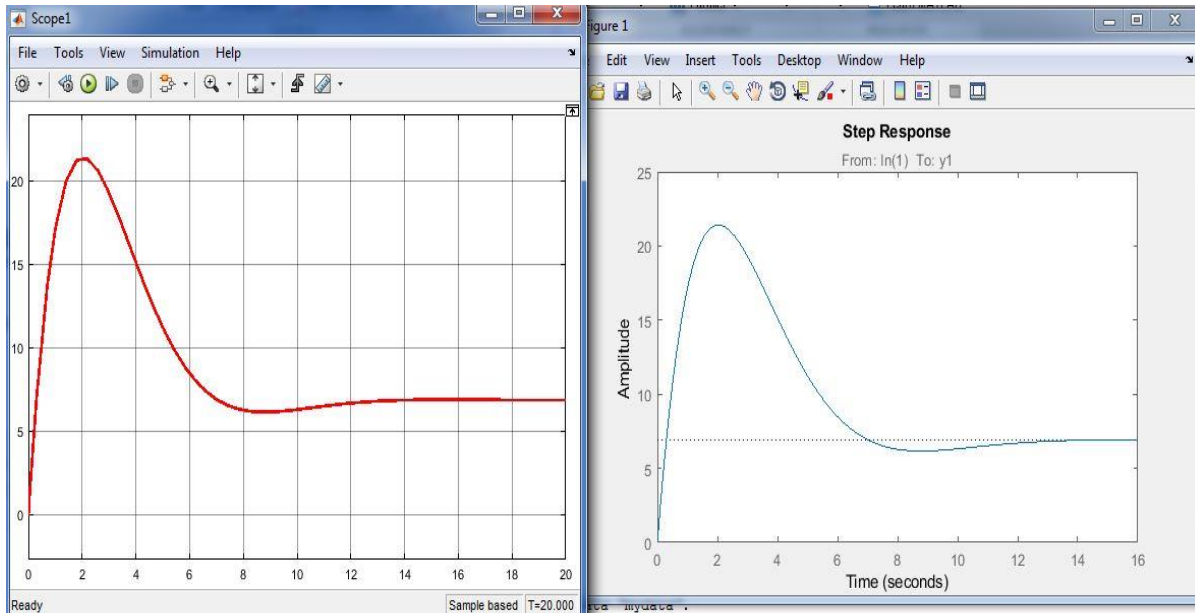 Scope1
File Tools View Simulation Help
20
15
10
5
0
0 2 4 6 8 10 12 14 16 18 20
Ready
Sample based T=20.000
igure 1
Edit View Insert Tools Desktop Window Help
Step Response
From: In(1) To: y1
Amplitude
25
20
15
10
5
0
0 2 4 6 8 10 12 14 16
Time (seconds)
"mydata".